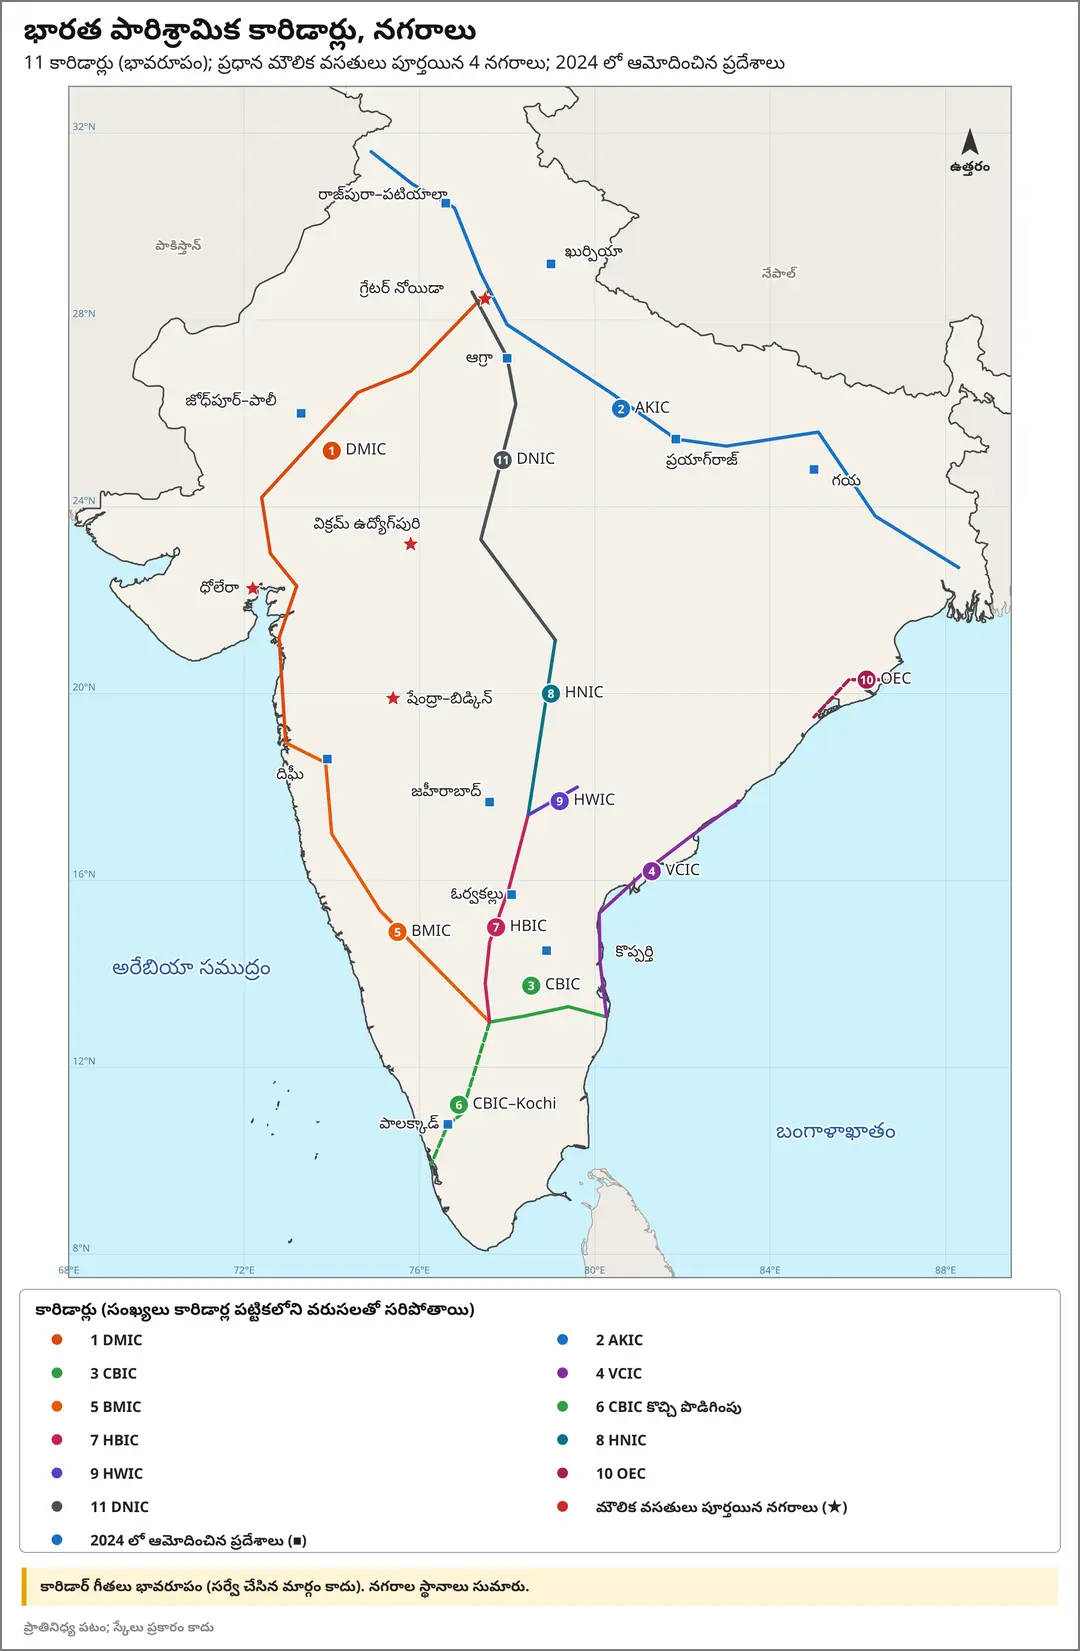 భారత పారిశ్రామిక కారిడార్లు, నగరాలు
11 కారిడార్లు (భావరూపం); ప్రధాన మౌలిక వసతులు పూర్తయిన 4 నగరాలు; 2024 లో ఆమోదించిన ప్రదేశాలు
32°N
ఉత్తరం
రాజ్‌పురా–పటియాలా
పాకిస్తాన్
ఖుర్పియా
నేపాల్
గ్రేటర్ నోయిడా
28°N
ఆగ్రా
జోధ్‌పూర్–పాలీ
2 AKIC
1 DMIC
11 DNIC
ప్రయాగ్‌రాజ్
గయ
24°N
విక్రమ్ ఉద్యోగ్‌పురి
ధోలేరా
10 OEC
20°N
8 HNIC
షేంద్రా–బిడ్కిన్
దిఘీ
జహీరాబాద్
9 HWIC
16°N
4 VCIC
ఓర్వకల్లు
7 HBIC
5 BMIC
కొప్పర్తి
అరేబియా సముద్రం
3 CBIC
12°N
6 CBIC–Kochi
పాలక్కాడ్
బంగాళాఖాతం
8°N
68°E 72°E 76°E 80°E 84°E 88°E
కారిడార్లు (సంఖ్యలు కారిడార్ల పట్టికలోని వరుసలతో సరిపోతాయి)
1 DMIC
2 AKIC
3 CBIC
4 VCIC
5 BMIC
6 CBIC కొచ్చి పొడిగింపు
7 HBIC
8 HNIC
9 HWIC
10 OEC
11 DNIC
మౌలిక వసతులు పూర్తయిన నగరాలు (★)
2024 లో ఆమోదించిన ప్రదేశాలు (■)
కారిడార్ గీతలు భావరూపం (సర్వే చేసిన మార్గం కాదు). నగరాల స్థానాలు సుమారు.
ప్రాతినిధ్య పటం; స్కేలు ప్రకారం కాదు